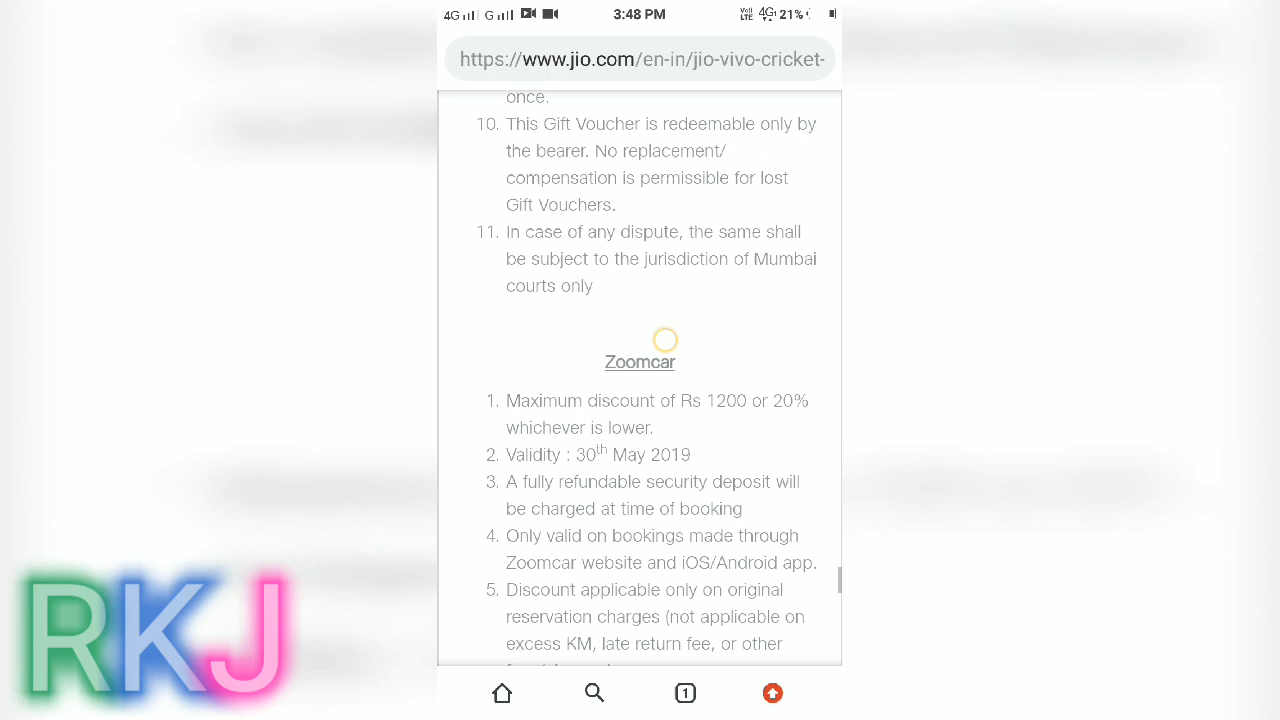 4G G 3:48 PM VoLTE 4G 21%
https://www.jio.com/en-in/jio-vivo-cricket-
once.
10. This Gift Voucher is redeemable only by
the bearer. No replacement/
compensation is permissible for lost
Gift Vouchers.
11. In case of any dispute, the same shall
be subject to the jurisdiction of Mumbai
courts only
Zoomcar
1. Maximum discount of Rs 1200 or 20%
whichever is lower.
2. Validity : 30th May 2019
3. A fully refundable security deposit will
be charged at time of booking
4. Only valid on bookings made through
Zoomcar website and iOS/Android app.
5. Discount applicable only on original
reservation charges (not applicable on
excess KM, late return fee, or other
1
RKJ